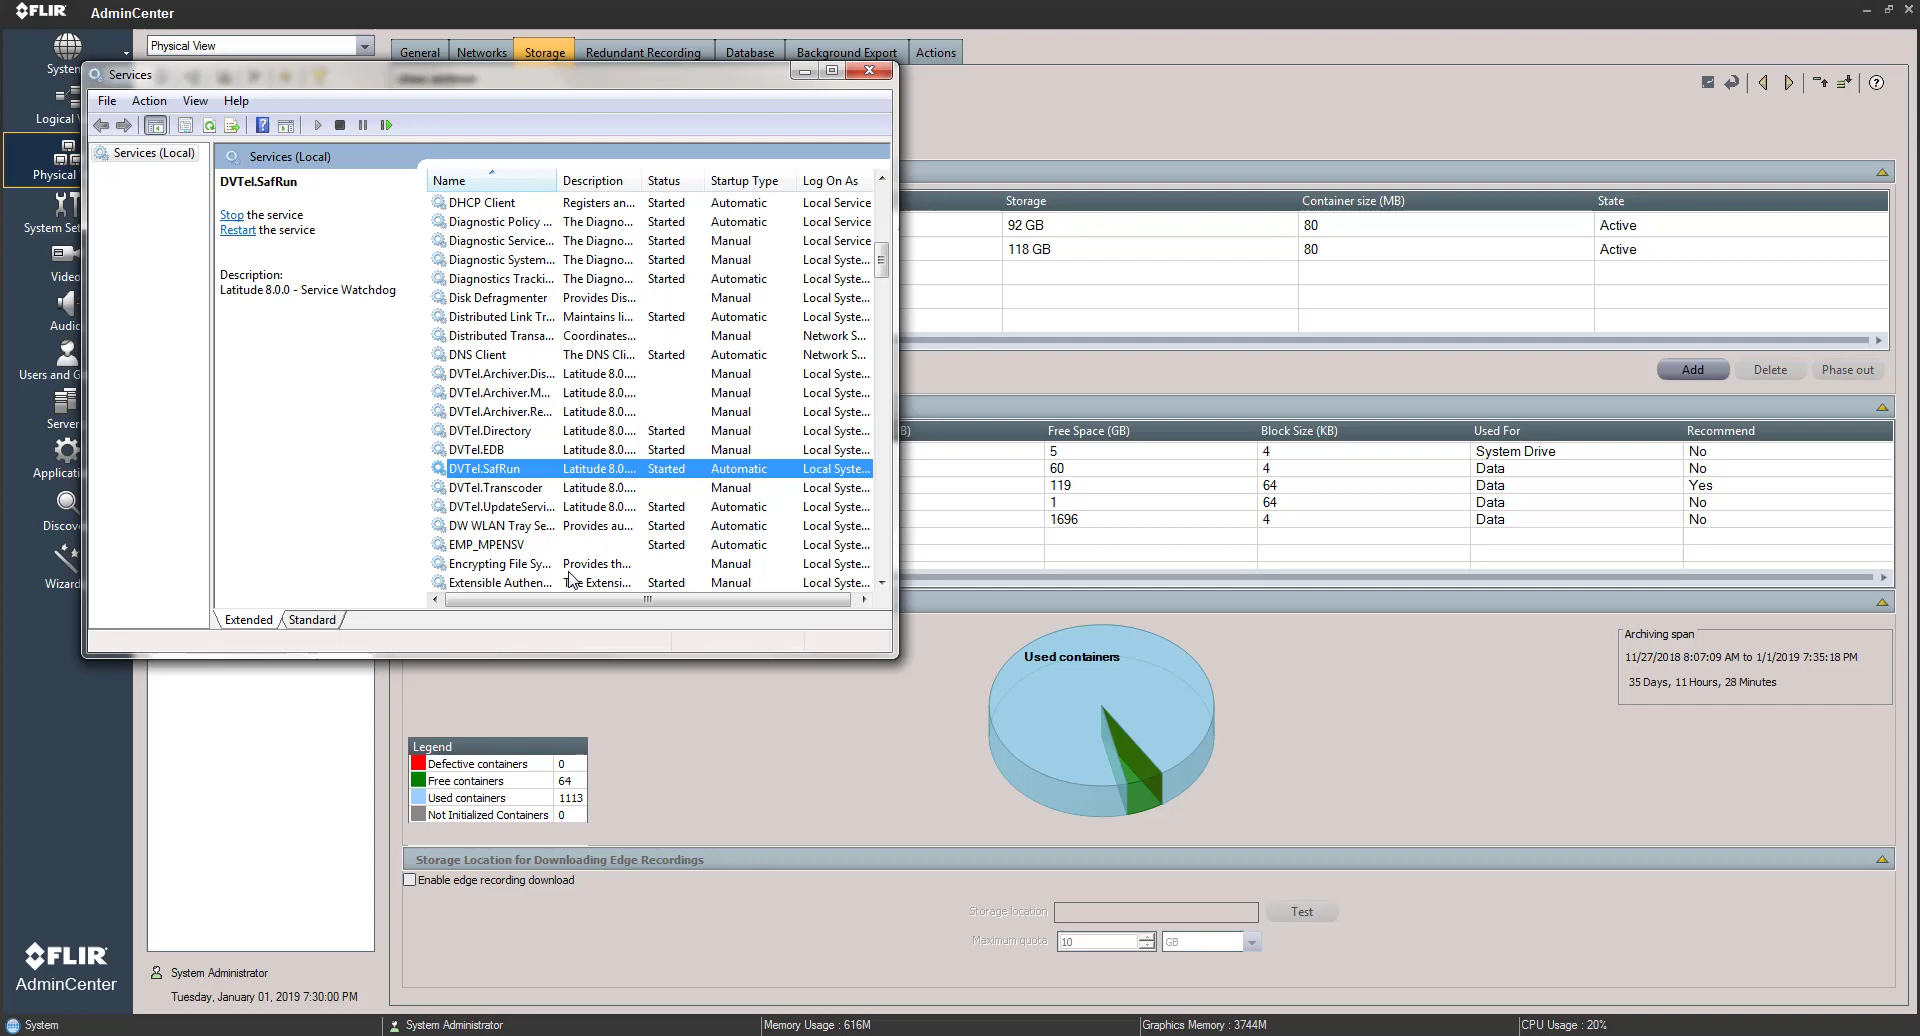 FLIR AdminCenter
System
Logical V
Physical
System Set
Video
Audio
Users and G
Server
Applicati
Discov
Wizard
FLIR
AdminCenter
Physical View
General Networks Storage Redundant Recording Database Background Export Actions
Services
File Action View Help
Services (Local)
Services (Local)
DVTel.SafRun
Stop the service
Restart the service
Description:
Latitude 8.0.0 - Service Watchdog
Name Description Status Startup Type Log On As
DHCP Client Registers an... Started Automatic Local Service
Diagnostic Policy ... The Diagno... Started Automatic Local Service
Diagnostic Service... The Diagno... Started Manual Local Service
Diagnostic System... The Diagno... Started Manual Local Syste...
Diagnostics Tracki... The Diagno... Started Automatic Local Syste...
Disk Defragmenter Provides Dis... Manual Local Syste...
Distributed Link Tr... Maintains li... Started Automatic Local Syste...
Distributed Transa... Coordinates... Manual Network S...
DNS Client The DNS Cli... Started Automatic Network S...
DVTel.Archiver.Dis... Latitude 8.0.... Manual Local Syste...
DVTel.Archiver.M... Latitude 8.0.... Manual Local Syste...
DVTel.Archiver.Re... Latitude 8.0.... Manual Local Syste...
DVTel.Directory Latitude 8.0.... Started Manual Local Syste...
DVTel.EDB Latitude 8.0.... Started Manual Local Syste...
DVTel.SafRun Latitude 8.0.... Started Automatic Local Syste...
DVTel.Transcoder Latitude 8.0.... Manual Local Syste...
DVTel.UpdateServi... Latitude 8.0.... Started Automatic Local Syste...
DW WLAN Tray Se... Provides au... Started Automatic Local Syste...
EMP_MPENSV Started Automatic Local Syste...
Encrypting File Sy... Provides th... Manual Local Syste...
Extensible Authen... The Extensi... Started Manual Local Syste...
Extended Standard
Storage Container size (MB) State
92 GB 80 Active
118 GB 80 Active
Add Delete Phase out
B) Free Space (GB) Block Size (KB) Used For Recommend
5 4 System Drive No
60 4 Data No
119 64 Data Yes
1 64 Data No
1696 4 Data No
Used containers
Archiving span
11/27/2018 8:07:09 AM to 1/1/2019 7:35:18 PM
35 Days, 11 Hours, 28 Minutes
Legend
Defective containers 0
Free containers 64
Used containers 1113
Not Initialized Containers 0
Storage Location for Downloading Edge Recordings
Enable edge recording download
Storage location Test
Maximum quota 10 GB
System Administrator
Tuesday, January 01, 2019 7:30:00 PM
System System Administrator Memory Usage : 616M Graphics Memory : 3744M CPU Usage : 20%